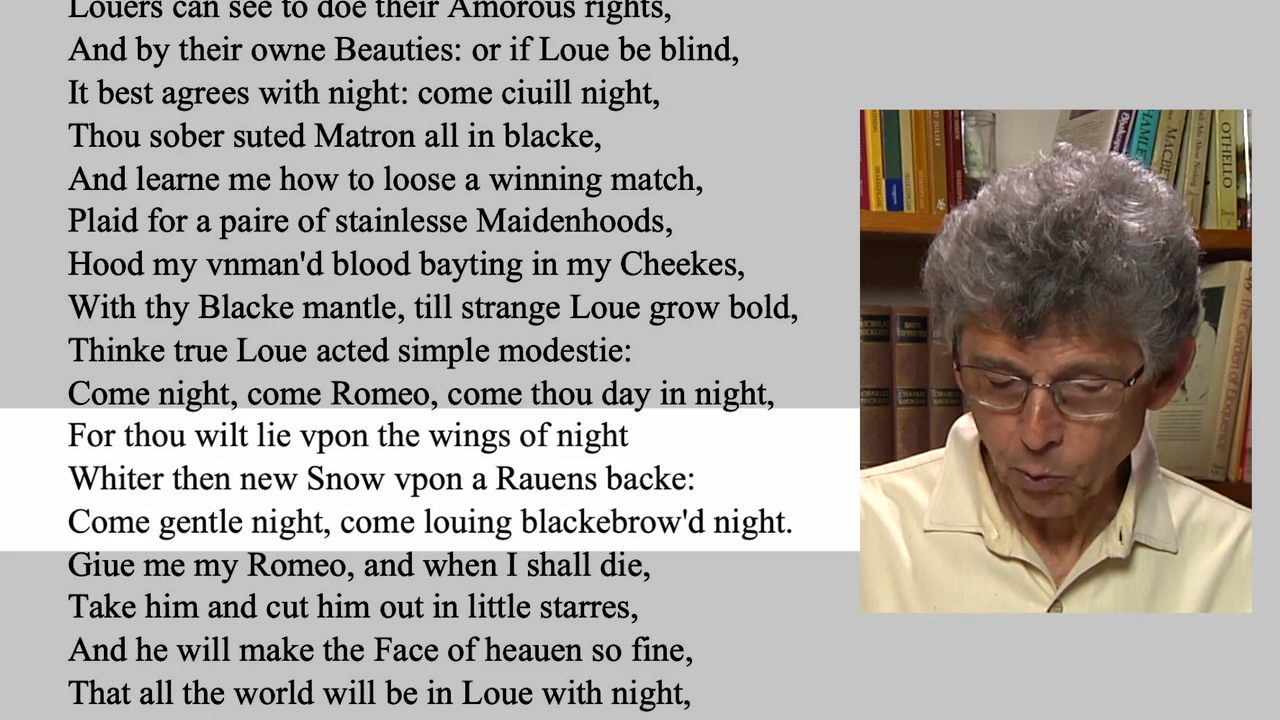 Louers can see to doe their Amorous rights,
And by their owne Beauties: or if Loue be blind,
It best agrees with night: come ciuill night,
Thou sober suted Matron all in blacke,
And learne me how to loose a winning match,
Plaid for a paire of stainlesse Maidenhoods,
Hood my vnman'd blood bayting in my Cheekes,
With thy Blacke mantle, till strange Loue grow bold,
Thinke true Loue acted simple modestie:
Come night, come Romeo, come thou day in night,
For thou wilt lie vpon the wings of night
Whiter then new Snow vpon a Rauens backe:
Come gentle night, come louing blackebrow'd night.
Giue me my Romeo, and when I shall die,
Take him and cut him out in little starres,
And he will make the Face of heauen so fine,
That all the world will be in Loue with night,
OTHELLO